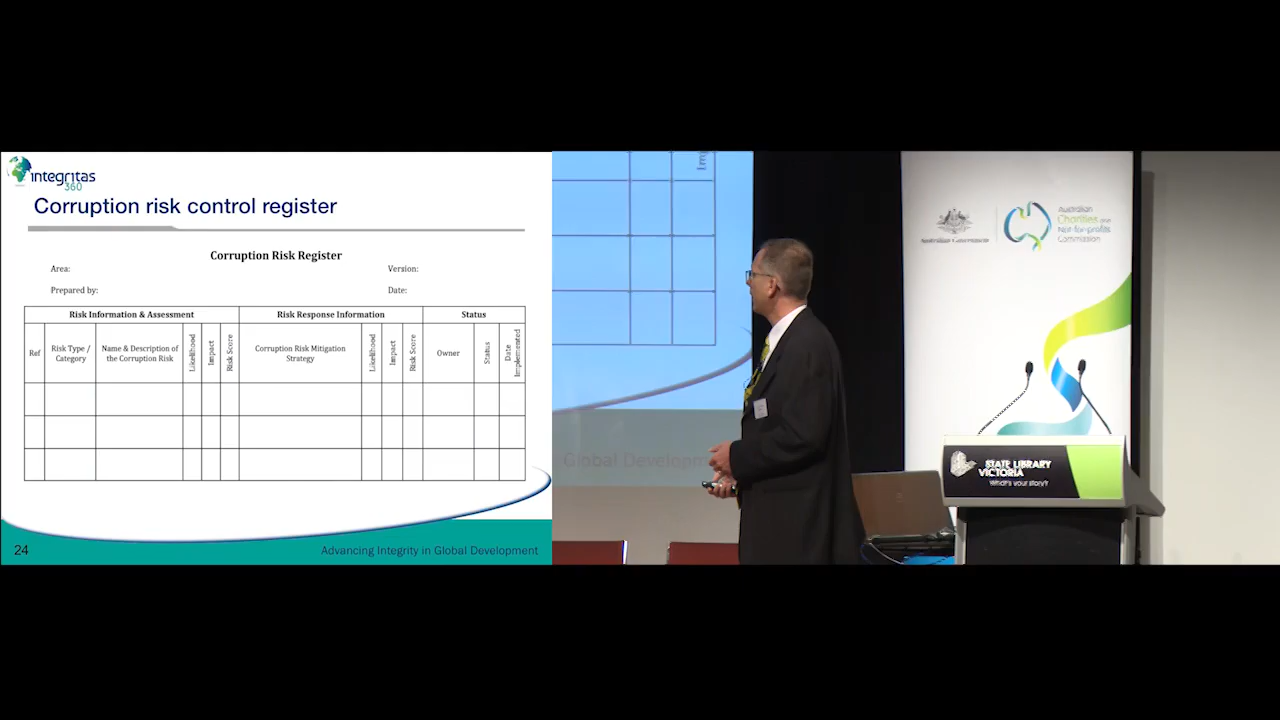 integritas
360
Corruption risk control register
Corruption Risk Register
Area:
Version:
Prepared by:
Date:
Risk Information & Assessment
Risk Response Information
Status
Ref
Risk Type /
Category
Name & Description of
the Corruption Risk
Likelihood
Impact
Risk Score
Corruption Risk Mitigation
Strategy
Likelihood
Impact
Risk Score
Owner
Status
Date
Implemented
24
Advancing Integrity in Global Development
Global Developm
Australian Government
Australian
Charities and
Not-for-profits
Commission
STATE LIBRARY
VICTORIA
What's your story?